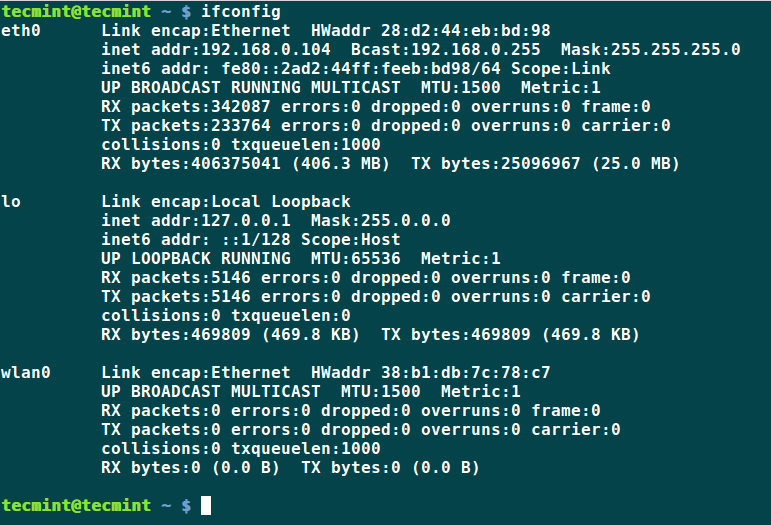 tecmint@tecmint ~ $ ifconfig
eth0      Link encap:Ethernet  HWaddr 28:d2:44:eb:bd:98
          inet addr:192.168.0.104  Bcast:192.168.0.255  Mask:255.255.255.0
          inet6 addr: fe80::2ad2:44ff:feeb:bd98/64 Scope:Link
          UP BROADCAST RUNNING MULTICAST  MTU:1500  Metric:1
          RX packets:342087 errors:0 dropped:0 overruns:0 frame:0
          TX packets:233764 errors:0 dropped:0 overruns:0 carrier:0
          collisions:0 txqueuelen:1000
          RX bytes:406375041 (406.3 MB)  TX bytes:25096967 (25.0 MB)

lo        Link encap:Local Loopback
          inet addr:127.0.0.1  Mask:255.0.0.0
          inet6 addr: ::1/128 Scope:Host
          UP LOOPBACK RUNNING  MTU:65536  Metric:1
          RX packets:5146 errors:0 dropped:0 overruns:0 frame:0
          TX packets:5146 errors:0 dropped:0 overruns:0 carrier:0
          collisions:0 txqueuelen:0
          RX bytes:469809 (469.8 KB)  TX bytes:469809 (469.8 KB)

wlan0     Link encap:Ethernet  HWaddr 38:b1:db:7c:78:c7
          UP BROADCAST MULTICAST  MTU:1500  Metric:1
          RX packets:0 errors:0 dropped:0 overruns:0 frame:0
          TX packets:0 errors:0 dropped:0 overruns:0 carrier:0
          collisions:0 txqueuelen:1000
          RX bytes:0 (0.0 B)  TX bytes:0 (0.0 B)

tecmint@tecmint ~ $